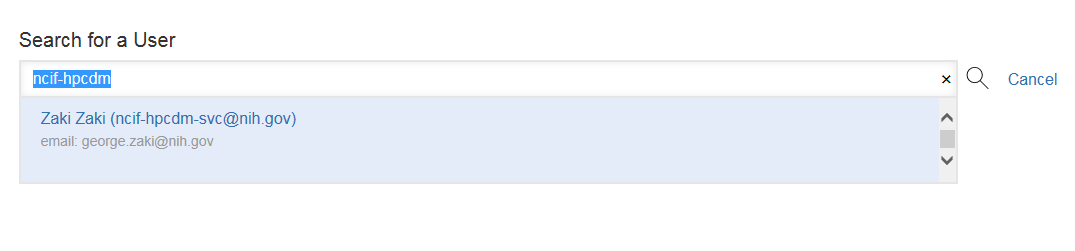 Search for a User
ncif-hpcdm × Cancel
Zaki Zaki (ncif-hpcdm-svc@nih.gov)
email: george.zaki@nih.gov